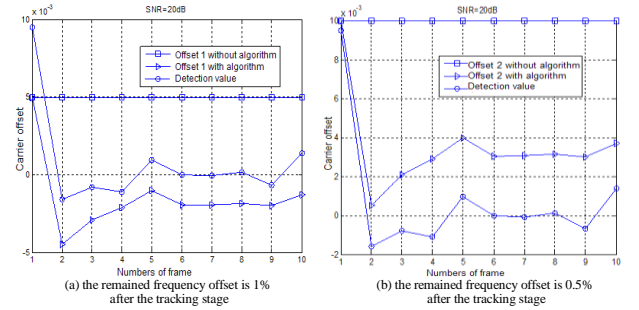 SNR=20dB
10 x 10⁻³
5
0
-5
Carrier offset
Offset 1 without algorithm
Offset 1 with algorithm
Detection value
1 2 3 4 5 6 7 8 9 10
Numbers of frame
(a) the remained frequency offset is 1%
after the tracking stage
SNR=20dB
x 10⁻³
10
8
6
4
2
0
-2
Carrier offset
Offset 2 without algorithm
Offset 2 with algorithm
Detection value
1 2 3 4 5 6 7 8 9 10
Numbers of frame
(b) the remained frequency offset is 0.5%
after the tracking stage